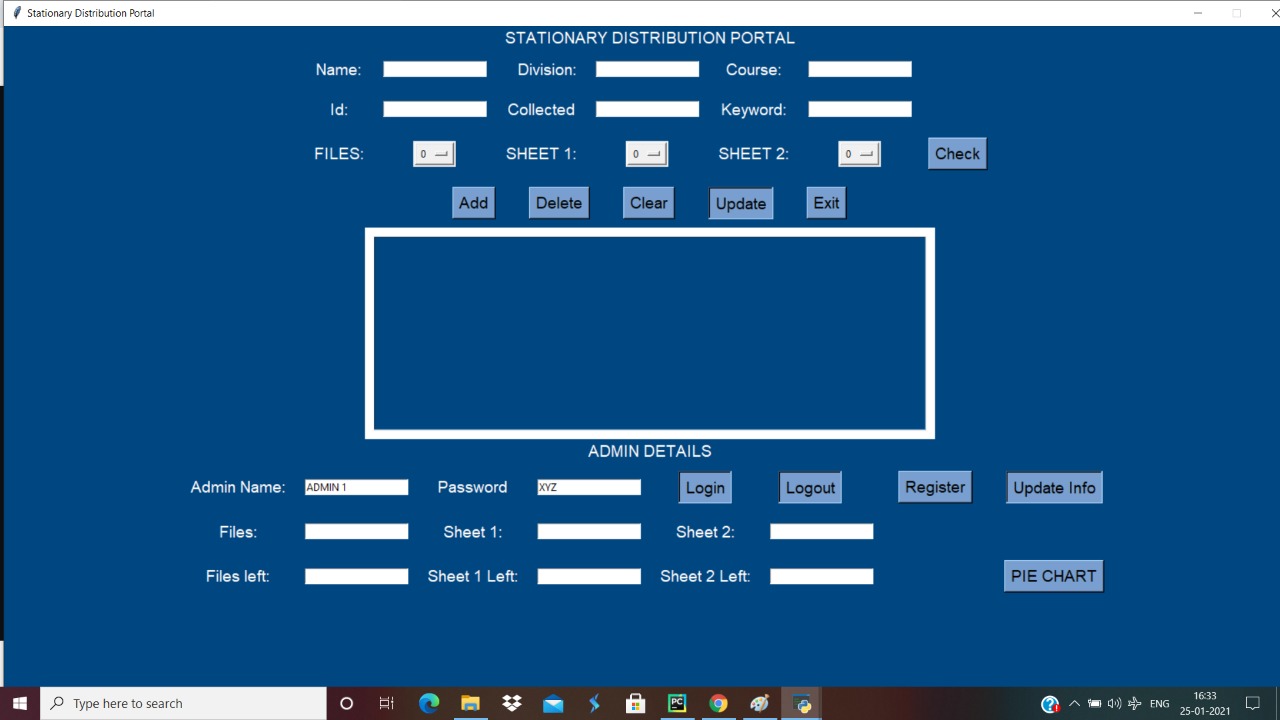 Stationary Distribution Portal
STATIONARY DISTRIBUTION PORTAL
Name: Division: Course:
Id: Collected Keyword:
FILES: 0 SHEET 1: 0 SHEET 2: 0 Check
Add Delete Clear Update Exit
ADMIN DETAILS
Admin Name: ADMIN 1 Password XYZ Login Logout Register Update Info
Files: Sheet 1: Sheet 2:
Files left: Sheet 1 Left: Sheet 2 Left: PIE CHART
Type here to search PC ENG 16:33
25-01-2021